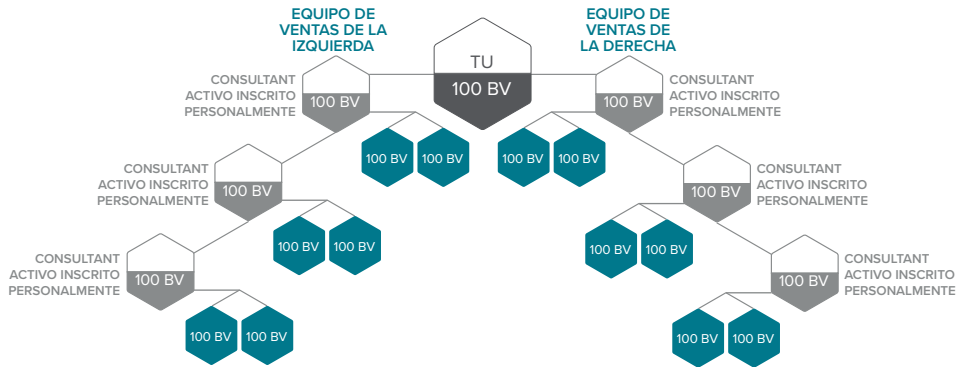 EQUIPO DE
VENTAS DE LA
IZQUIERDA
EQUIPO DE
VENTAS DE
LA DERECHA
TU
100 BV
CONSULTANT
ACTIVO INSCRITO
PERSONALMENTE
100 BV
100 BV
CONSULTANT
ACTIVO INSCRITO
PERSONALMENTE
100 BV
100 BV
100 BV
100 BV
CONSULTANT
ACTIVO INSCRITO
PERSONALMENTE
100 BV
100 BV
CONSULTANT
ACTIVO INSCRITO
PERSONALMENTE
100 BV
100 BV
100 BV
100 BV
CONSULTANT
ACTIVO INSCRITO
PERSONALMENTE
100 BV
100 BV
CONSULTANT
ACTIVO INSCRITO
PERSONALMENTE
100 BV
100 BV
100 BV
100 BV